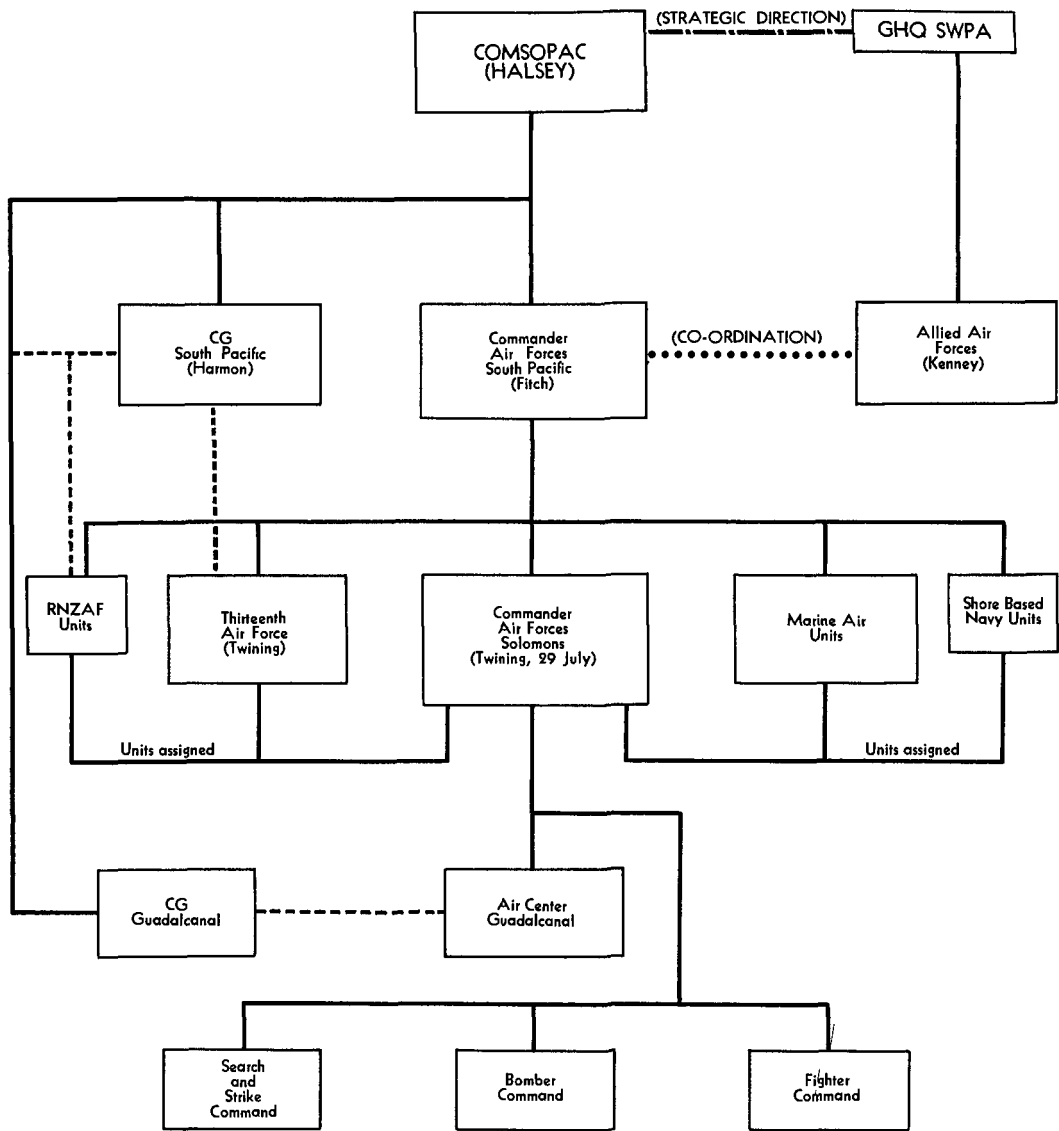 (STRATEGIC DIRECTION)
GHQ SWPA
COMSOPAC
(HALSEY)
CG
South Pacific
(Harmon)
Commander
Air Forces
South Pacific
(Fitch)
(CO-ORDINATION)
Allied Air
Forces
(Kenney)
RNZAF
Units
Thirteenth
Air Force
(Twining)
Commander
Air Forces
Solomons
(Twining, 29 July)
Marine Air
Units
Shore Based
Navy Units
Units assigned
Units assigned
CG
Guadalcanal
Air Center
Guadalcanal
Search
and
Strike
Command
Bomber
Command
Fighter
Command